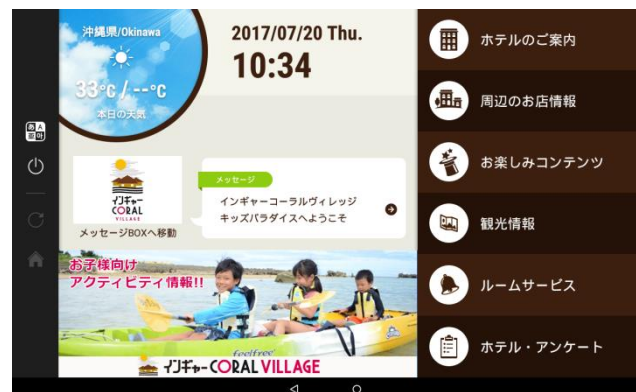 沖縄県/Okinawa
33℃ / --℃
本日の天気
2017/07/20 Thu.
10:34
あ A
茶 아
インギャー
CORAL
VILLAGE
メッセージBOXへ移動
メッセージ
インギャーコーラルヴィレッジ
キッズパラダイスへようこそ
お子様向け
アクティビティ情報!!
feelfree
インギャーCORAL VILLAGE
ホテルのご案内
周辺のお店情報
お楽しみコンテンツ
観光情報
ルームサービス
ホテル・アンケート